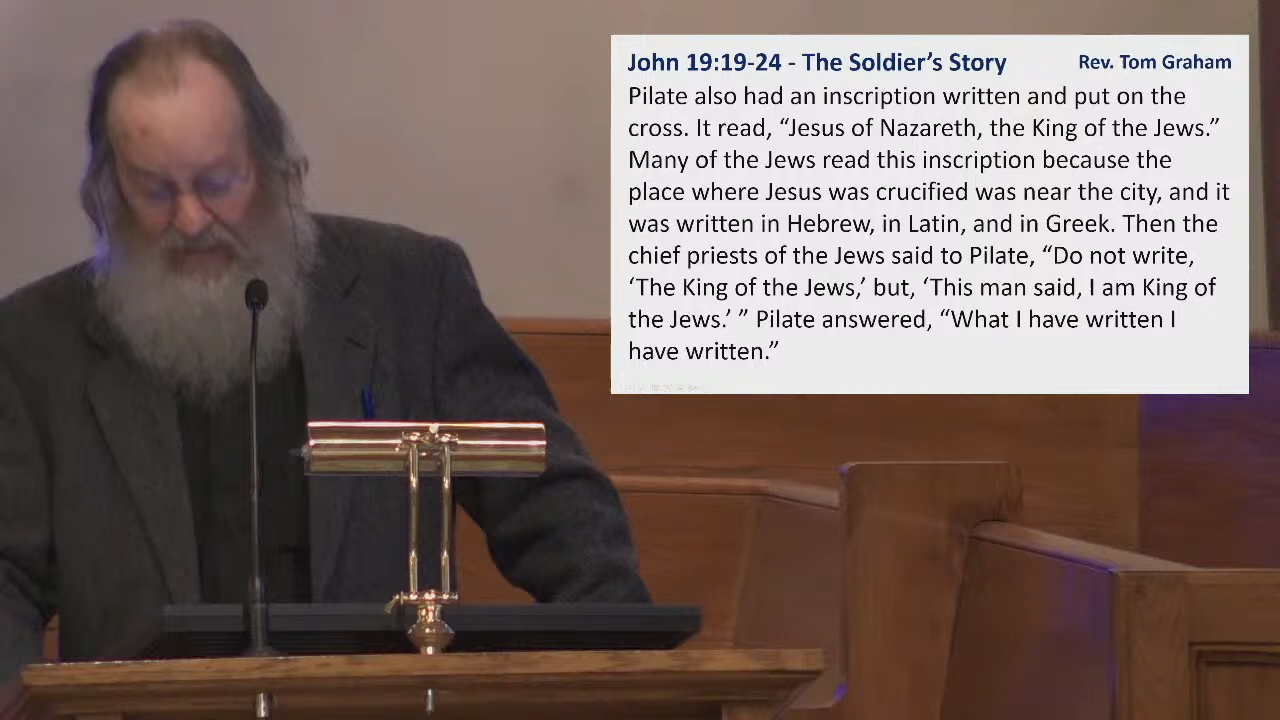 John 19:19-24 - The Soldier’s Story Rev. Tom Graham
Pilate also had an inscription written and put on the
cross. It read, “Jesus of Nazareth, the King of the Jews.”
Many of the Jews read this inscription because the
place where Jesus was crucified was near the city, and it
was written in Hebrew, in Latin, and in Greek. Then the
chief priests of the Jews said to Pilate, “Do not write,
‘The King of the Jews,’ but, ‘This man said, I am King of
the Jews.’ ” Pilate answered, “What I have written I
have written.”